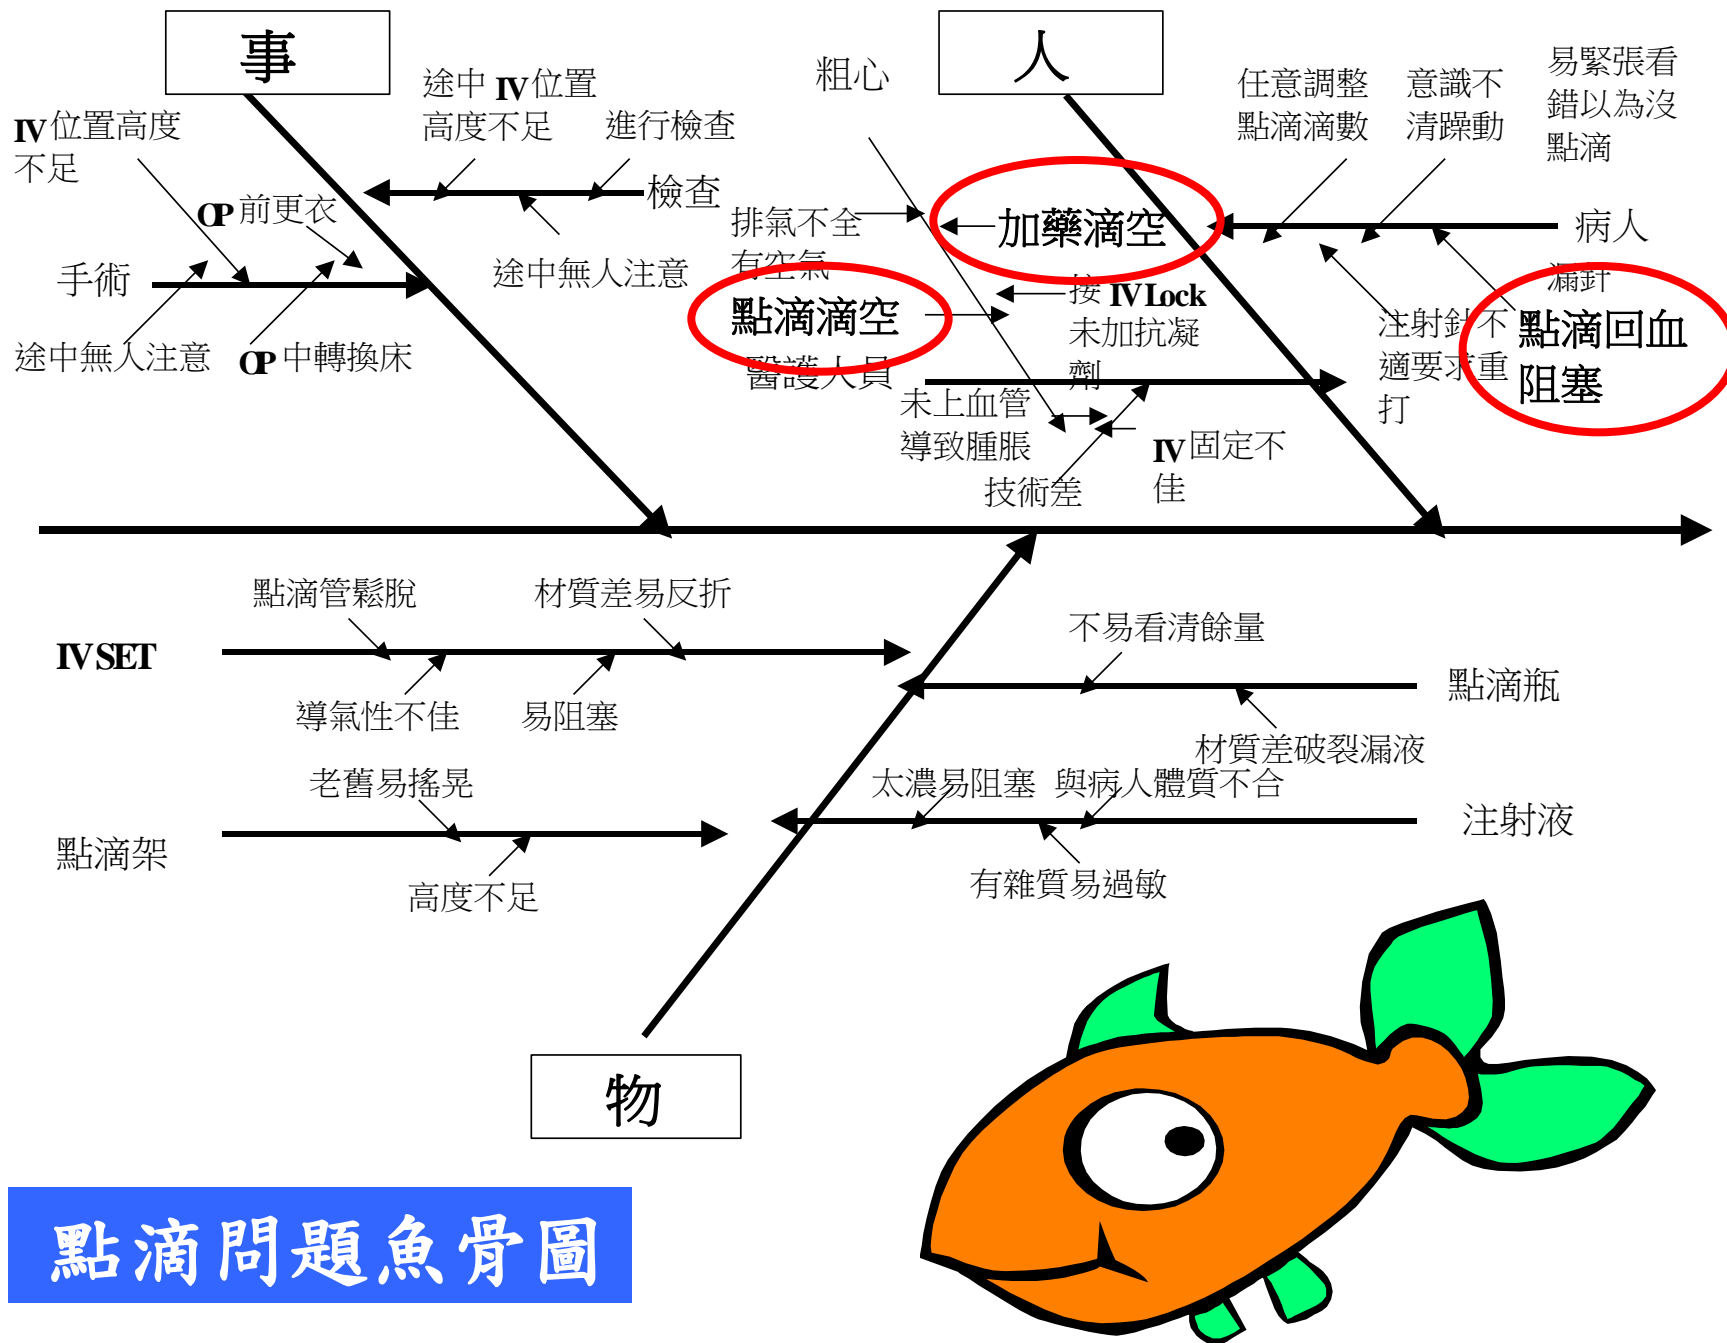 事
人
途中 IV 位置
高度不足
進行檢查
IV 位置高度
不足
檢查
OP 前更衣
途中無人注意
手術
途中無人注意
OP 中轉換床
粗心
任意調整
點滴滴數
意識不
清躁動
易緊張看
錯以為沒
點滴
排氣不全
有空氣
加藥滴空
病人
漏針
點滴滴空
接 IV Lock
未加抗凝
劑
注射針不
適要求重
打
點滴回血
阻塞
醫護人員
未上血管
導致腫脹
IV 固定不
佳
技術差
點滴管鬆脫
材質差易反折
IV SET
導氣性不佳
易阻塞
不易看清餘量
點滴瓶
材質差破裂漏液
老舊易搖晃
點滴架
高度不足
太濃易阻塞
與病人體質不合
注射液
有雜質易過敏
物
點滴問題魚骨圖